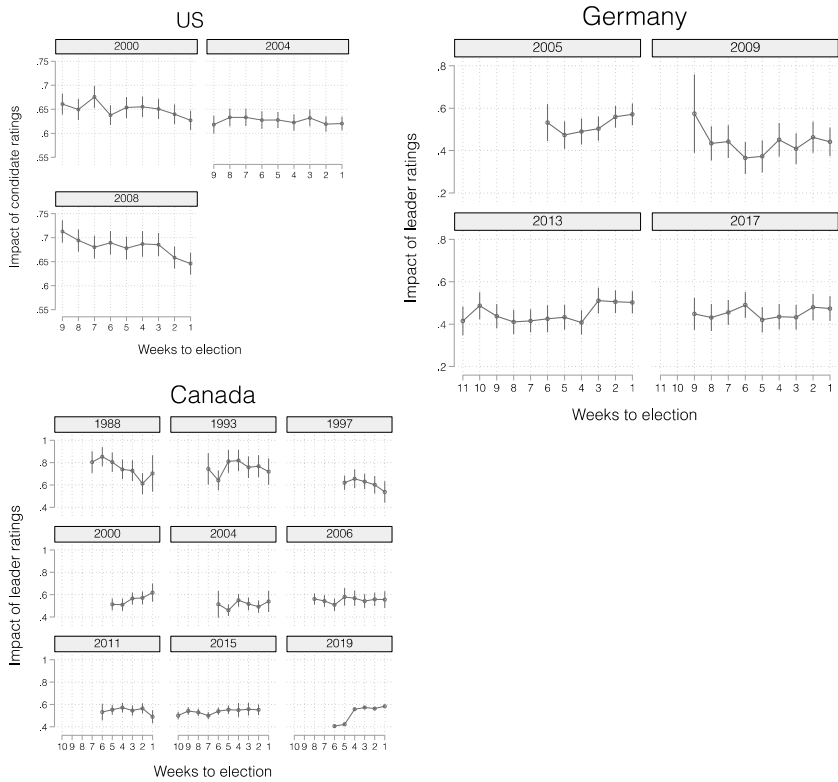 US
2000 2004
.75
.7
.65
.6
.55
9 8 7 6 5 4 3 2 1
2008
.75
.7
.65
.6
.55
9 8 7 6 5 4 3 2 1
Impact of candidate ratings
Weeks to election
Germany
2005 2009
.8
.6
.4
.2
2013 2017
.8
.6
.4
.2
11 10 9 8 7 6 5 4 3 2 1 11 10 9 8 7 6 5 4 3 2 1
Impact of leader ratings
Weeks to election
Canada
1988 1993 1997
1
.8
.6
.4
2000 2004 2006
1
.8
.6
.4
2011 2015 2019
1
.8
.6
.4
10 9 8 7 6 5 4 3 2 1 10 9 8 7 6 5 4 3 2 1 10 9 8 7 6 5 4 3 2 1
Impact of leader ratings
Weeks to election